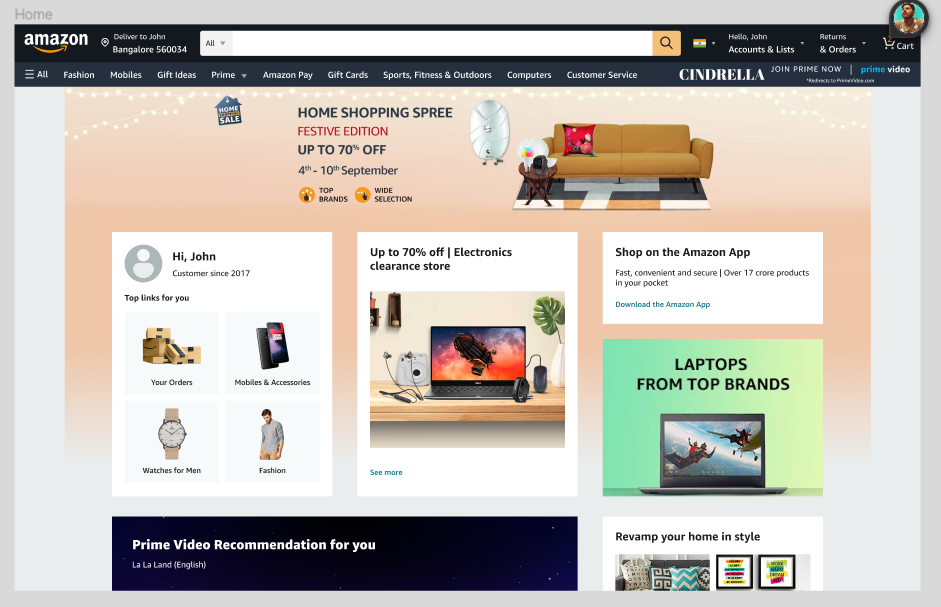 Home
amazon
Deliver to John
Bangalore 560034
All
Hello, John
Accounts & Lists
Returns
& Orders
Cart
All
Fashion
Mobiles
Gift Ideas
Prime
Amazon Pay
Gift Cards
Sports, Fitness & Outdoors
Computers
Customer Service
CINDRELLA
JOIN PRIME NOW | prime video
*Redirects to PrimeVideo.com
HOME
SALE
HOME SHOPPING SPREE
FESTIVE EDITION
UP TO 70% OFF
4th - 10th September
TOP
BRANDS
WIDE
SELECTION
Hi, John
Customer since 2017
Top links for you
Your Orders
Mobiles & Accessories
Watches for Men
Fashion
Up to 70% off | Electronics
clearance store
See more
Shop on the Amazon App
Fast, convenient and secure | Over 17 crore products
in your pocket
Download the Amazon App
LAPTOPS
FROM TOP BRANDS
Prime Video Recommendation for you
La La Land (English)
Revamp your home in style
WORK
HARD
DREAM